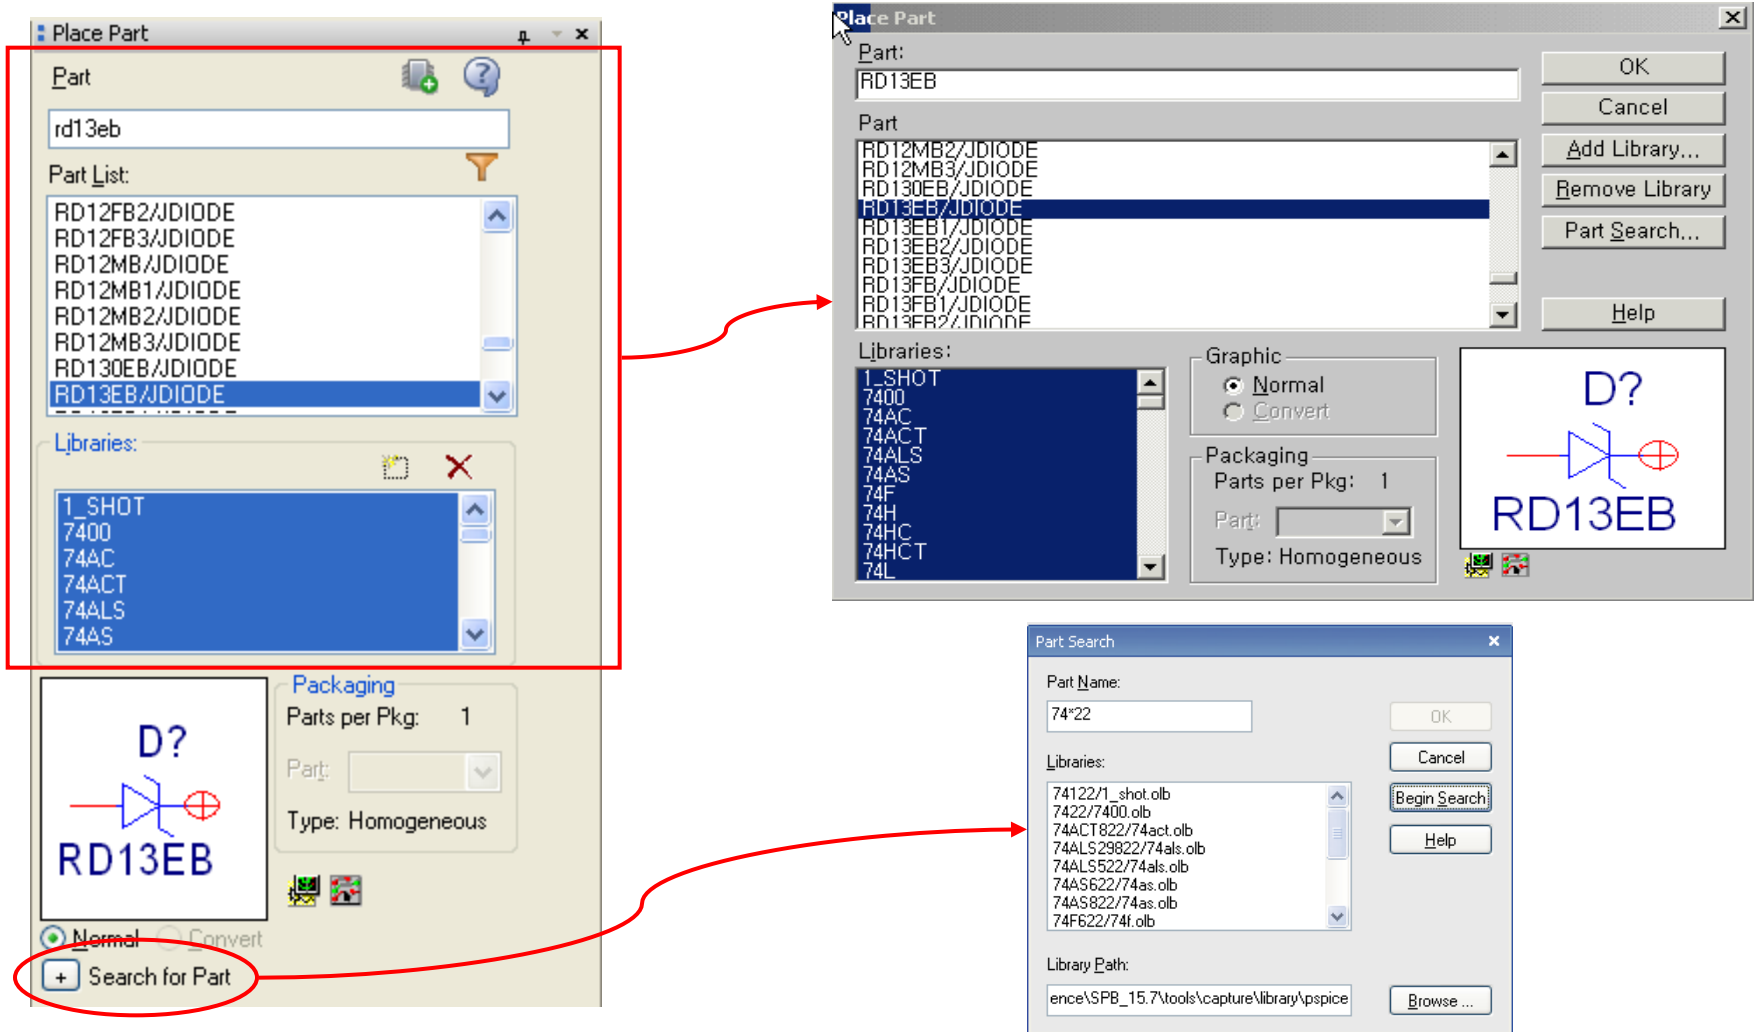 Place Part
Part
rd13eb
Part List:
RD12FB2/JDIODE
RD12FB3/JDIODE
RD12MB/JDIODE
RD12MB1/JDIODE
RD12MB2/JDIODE
RD12MB3/JDIODE
RD130EB/JDIODE
RD13EB/JDIODE
Libraries:
1_SHOT
7400
74AC
74ACT
74ALS
74AS
D?
RD13EB
Packaging
Parts per Pkg: 1
Part:
Type: Homogeneous
Normal Convert
+ Search for Part
Place Part
Part:
RD13EB
Part
RD12MB2/JDIODE
RD12MB3/JDIODE
RD130EB/JDIODE
RD13EB/JDIODE
RD13EB1/JDIODE
RD13EB2/JDIODE
RD13EB3/JDIODE
RD13FB/JDIODE
RD13FB1/JDIODE
RD13FB2/JDIODE
OK
Cancel
Add Library...
Remove Library
Part Search...
Help
Libraries:
1_SHOT
7400
74AC
74ACT
74ALS
74AS
74F
74H
74HC
74HCT
74L
Graphic
Normal
Convert
Packaging
Parts per Pkg: 1
Part:
Type: Homogeneous
D?
RD13EB
Part Search
Part Name:
74*22
Libraries:
74122/1_shot.olb
7422/7400.olb
74ACT822/74act.olb
74ALS29822/74als.olb
74ALS522/74als.olb
74AS622/74as.olb
74AS822/74as.olb
74F622/74f.olb
OK
Cancel
Begin Search
Help
Library Path:
ence\SPB_15.7\tools\capture\library\pspice
Browse ...